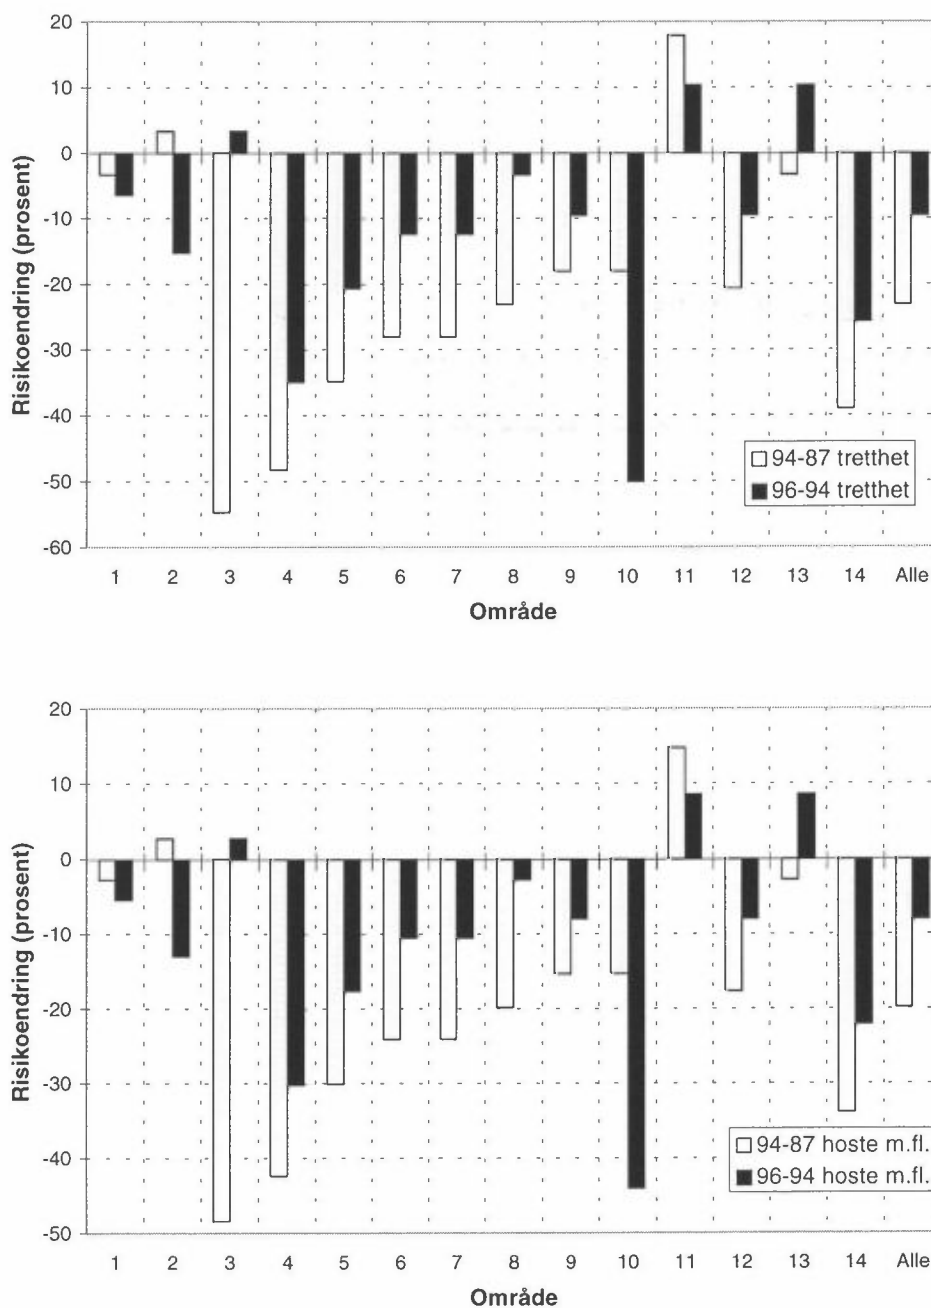 20
10
0
-10
-20
-30
-40
-50
-60
Risikoendring (prosent)
94-87 tretthet
96-94 tretthet
1 2 3 4 5 6 7 8 9 10 11 12 13 14 Alle
Område
20
10
0
-10
-20
-30
-40
-50
Risikoendring (prosent)
94-87 hoste m.fl.
96-94 hoste m.fl.
1 2 3 4 5 6 7 8 9 10 11 12 13 14 Alle
Område